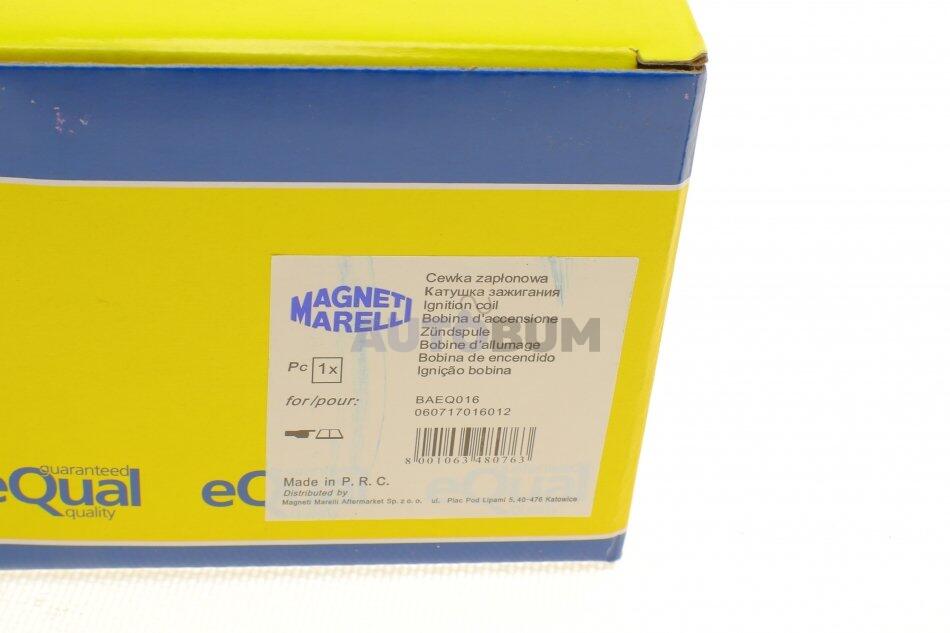 MAGNETI
MARELLI
Cewka zapłonowa
Катушка зажигания
Ignition coil
Bobina d'accensione
Zündspule
Bobine d'allumage
Bobina de encendido
Ignição bobina
AUTOBUM
Pc 1x
for/pour:
BAEQ016
060717016012
8 001063 480763
Made in P. R. C.
Distributed by
Magneti Marelli Aftermarket Sp. z o. o. ul. Plac Pod Lipami 5, 40-476 Katowice
guaranteed
eQual
quality
eQ